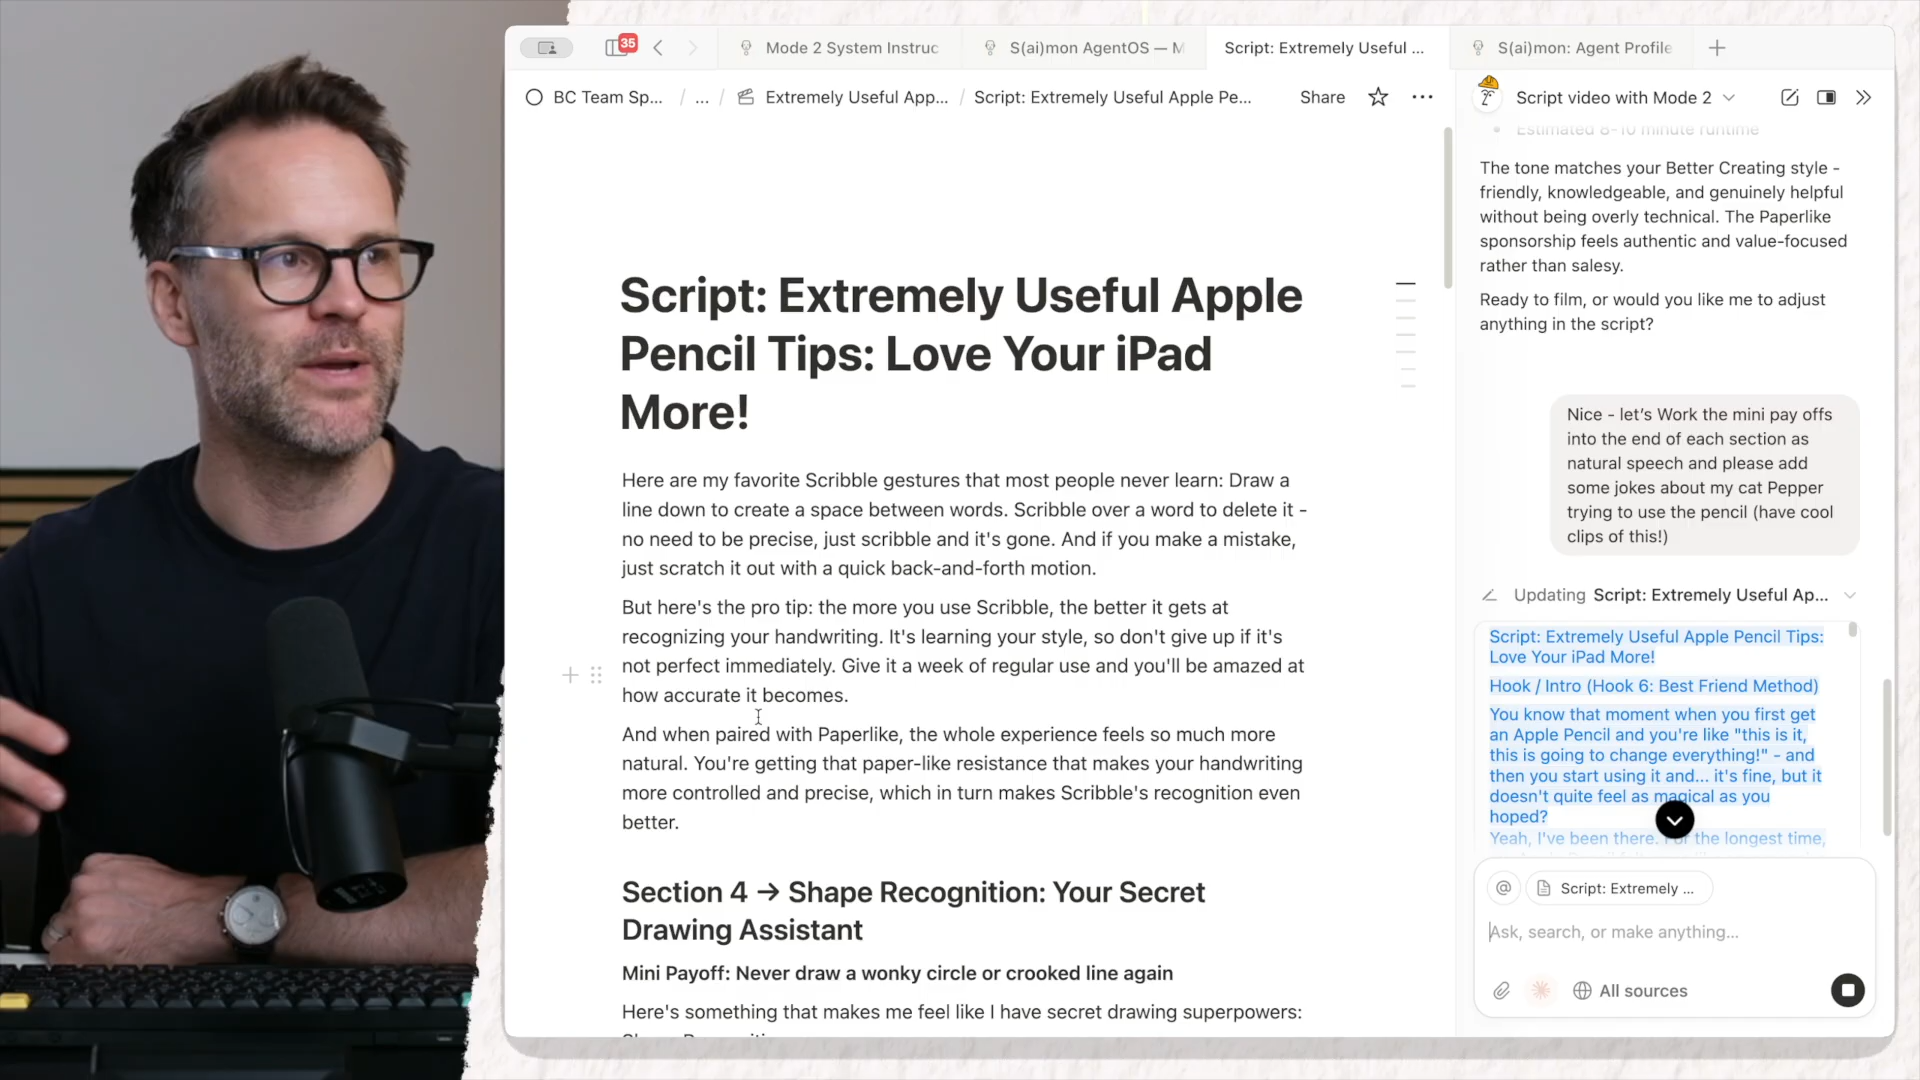 35
Mode 2 System Instruc
S(ai)mon AgentOS — M
Script: Extremely Useful ...
S(ai)mon: Agent Profile
BC Team Sp... / ... / Extremely Useful App... / Script: Extremely Useful Apple Pe...
Share
Script video with Mode 2
Estimated 8-10 minute runtime
Script: Extremely Useful Apple
Pencil Tips: Love Your iPad
More!
Here are my favorite Scribble gestures that most people never learn: Draw a
line down to create a space between words. Scribble over a word to delete it -
no need to be precise, just scribble and it's gone. And if you make a mistake,
just scratch it out with a quick back-and-forth motion.
But here's the pro tip: the more you use Scribble, the better it gets at
recognizing your handwriting. It's learning your style, so don't give up if it's
not perfect immediately. Give it a week of regular use and you'll be amazed at
how accurate it becomes.
And when paired with Paperlike, the whole experience feels so much more
natural. You're getting that paper-like resistance that makes your handwriting
more controlled and precise, which in turn makes Scribble's recognition even
better.
Section 4 → Shape Recognition: Your Secret
Drawing Assistant
Mini Payoff: Never draw a wonky circle or crooked line again
Here's something that makes me feel like I have secret drawing superpowers:
The tone matches your Better Creating style -
friendly, knowledgeable, and genuinely helpful
without being overly technical. The Paperlike
sponsorship feels authentic and value-focused
rather than salesy.
Ready to film, or would you like me to adjust
anything in the script?
Nice - let's Work the mini pay offs
into the end of each section as
natural speech and please add
some jokes about my cat Pepper
trying to use the pencil (have cool
clips of this!)
Updating Script: Extremely Useful Ap...
Script: Extremely Useful Apple Pencil Tips:
Love Your iPad More!
Hook / Intro (Hook 6: Best Friend Method)
You know that moment when you first get
an Apple Pencil and you're like "this is it,
this is going to change everything!" - and
then you start using it and... it's fine, but it
doesn't quite feel as magical as you
hoped?
Yeah, I've been there. the longest time,
@ Script: Extremely ...
Ask, search, or make anything...
All sources